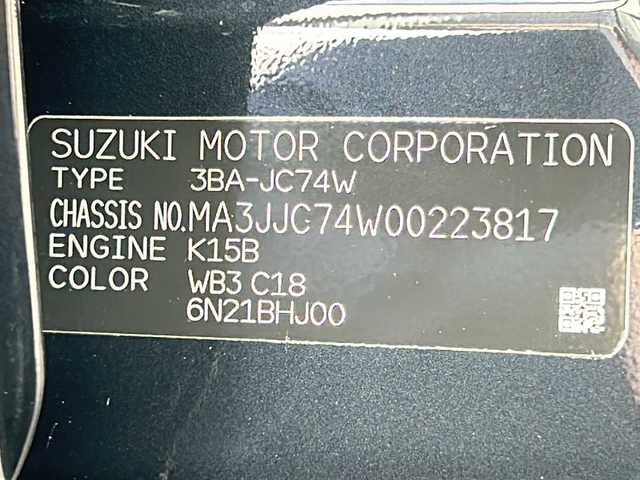 SUZUKI MOTOR CORPORATION
TYPE 3BA-JC74W
CHASSIS NO. MA3JJC74W00223817
ENGINE K15B
COLOR WB3 C18
6N21BHJ00